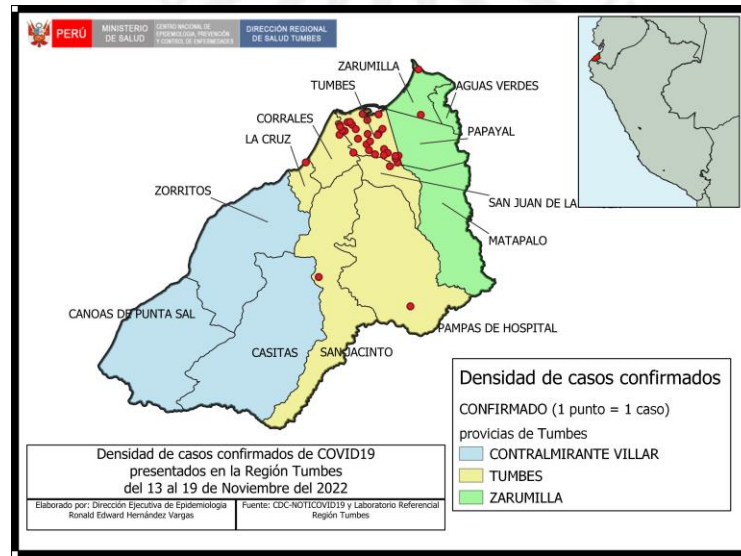 PERÚ
MINISTERIO
DE SALUD
CENTRO NACIONAL DE
EPIDEMIOLOGÍA, PREVENCIÓN
Y CONTROL DE ENFERMEDADES
DIRECCIÓN REGIONAL
DE SALUD TUMBES
ZARUMILLA
TUMBES
AGUAS VERDES
CORRALES
PAPAYAL
LA CRUZ
ZORRITOS
SAN JUAN DE LA
MATAPALO
CANOAS DE PUNTA SAL
PAMPAS DE HOSPITAL
CASITAS
SAN JACINTO
Densidad de casos confirmados
CONFIRMADO (1 punto = 1 caso)
provicias de Tumbes
CONTRALMIRANTE VILLAR
TUMBES
ZARUMILLA
Densidad de casos confirmados de COVID19
presentados en la Región Tumbes
del 13 al 19 de Noviembre del 2022
Elaborado por: Dirección Ejecutiva de Epidemiologia
Ronald Edward Hernández Vargas
Fuente: CDC-NOTICOVID19 y Laboratorio Referencial
Región Tumbes